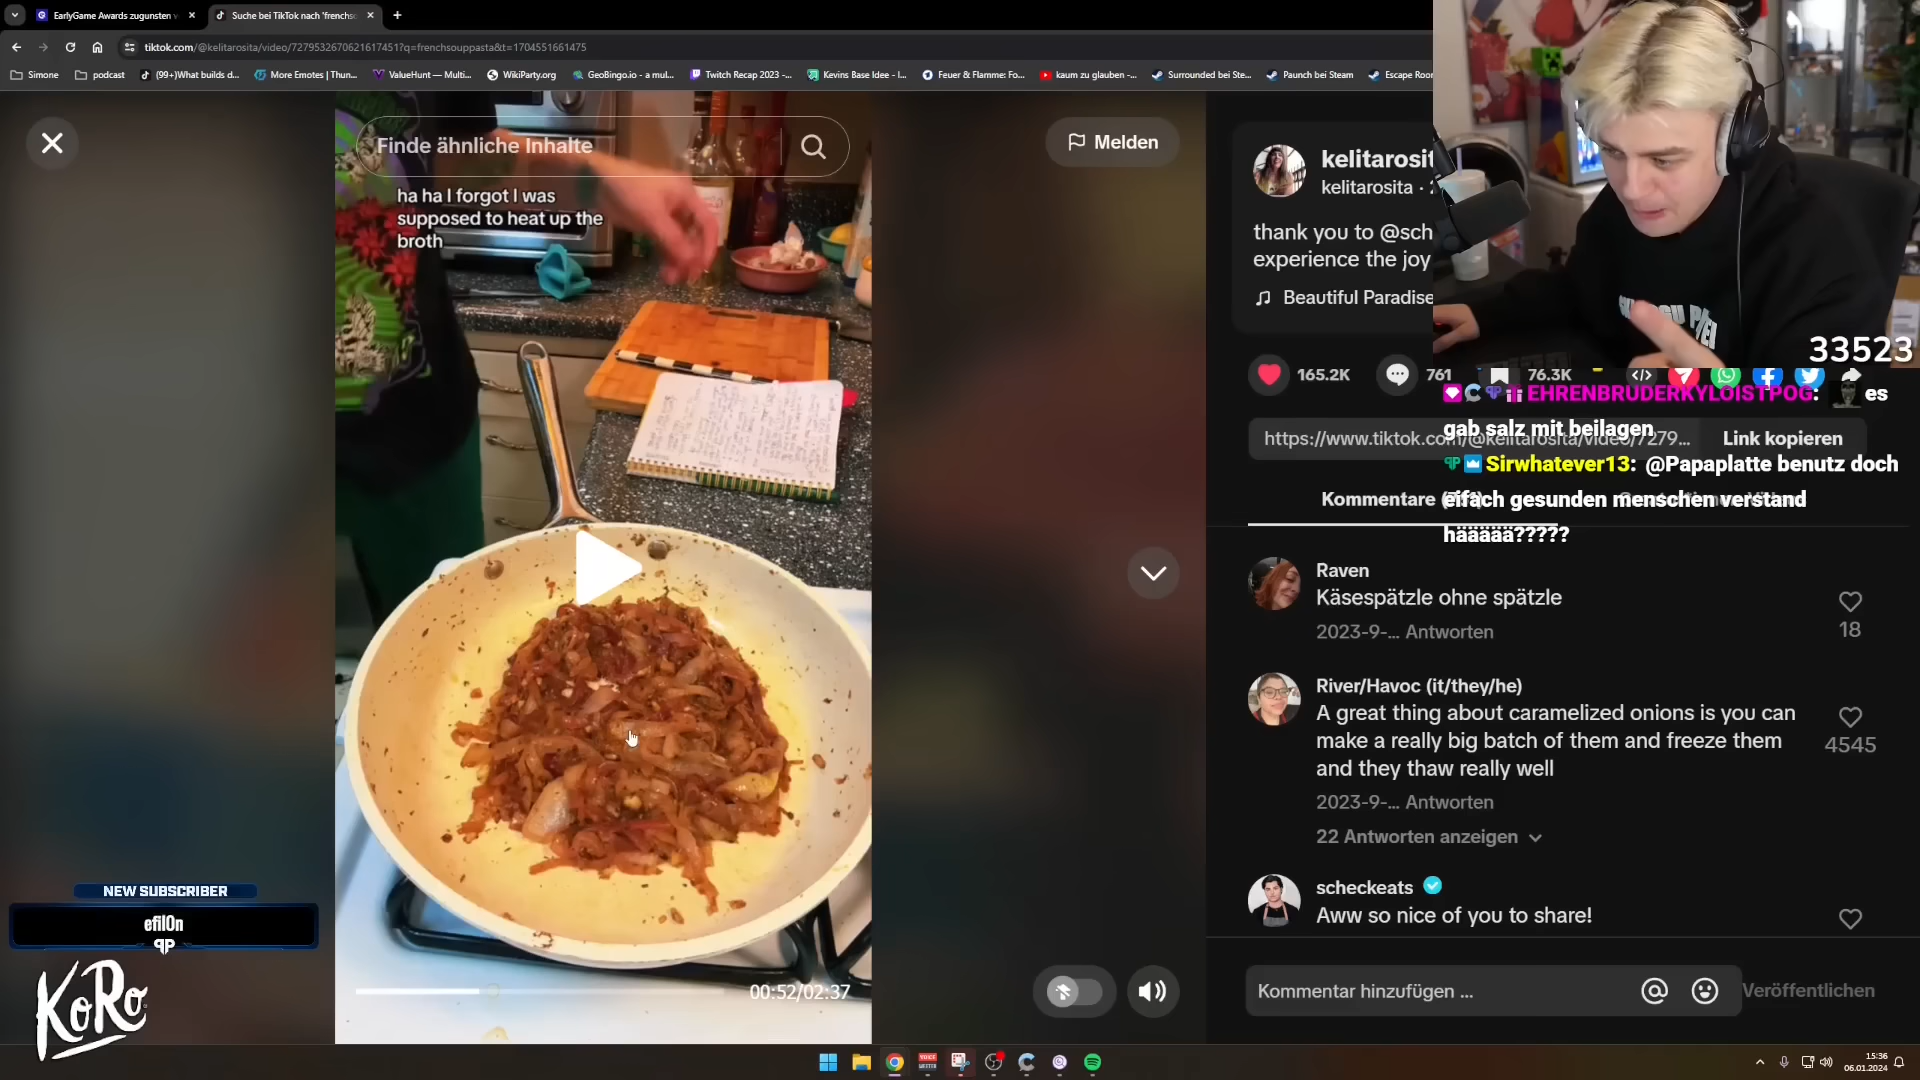 EarlyGame Awards zugunsten v
Suche bei TikTok nach 'frenchsc
tiktok.com/@kelitarosita/video/7279532670621617451?q=frenchsouppasta&t=1704551661475
Simone
podcast
(99+)What builds d...
More Emotes | Thun...
ValueHunt — Multi...
WikiParty.org
GeoBingo.io - a mul...
Twitch Recap 2023 -...
Kevins Base Idee - I...
Feuer & Flamme: Fo...
kaum zu glauben -...
Surrounded bei Ste...
Paunch bei Steam
Escape Roor
Finde ähnliche Inhalte
Melden
ha ha I forgot I was
supposed to heat up the
broth
00:52/02:37
kelitarosit
kelitarosita ·
thank you to @sch
experience the joy
Beautiful Paradise
33523
165.2K
761
76.3K
EHRENBRUDERKYLOISTPOG: es
gab salz mit beilagen
https://www.tiktok.com/@kelitarosita/video/7279...
Link kopieren
Sirwhatever13: @Papaplatte benutz doch
eifach gesunden menschen verstand
häääää?????
Kommentare
Raven
Käsespätzle ohne spätzle
2023-9-... Antworten
18
River/Havoc (it/they/he)
A great thing about caramelized onions is you can
make a really big batch of them and freeze them
and they thaw really well
4545
2023-9-... Antworten
22 Antworten anzeigen
scheckeats
Aww so nice of you to share!
Kommentar hinzufügen ...
Veröffentlichen
NEW SUBSCRIBER
KoRo
15:36
06.01.2024